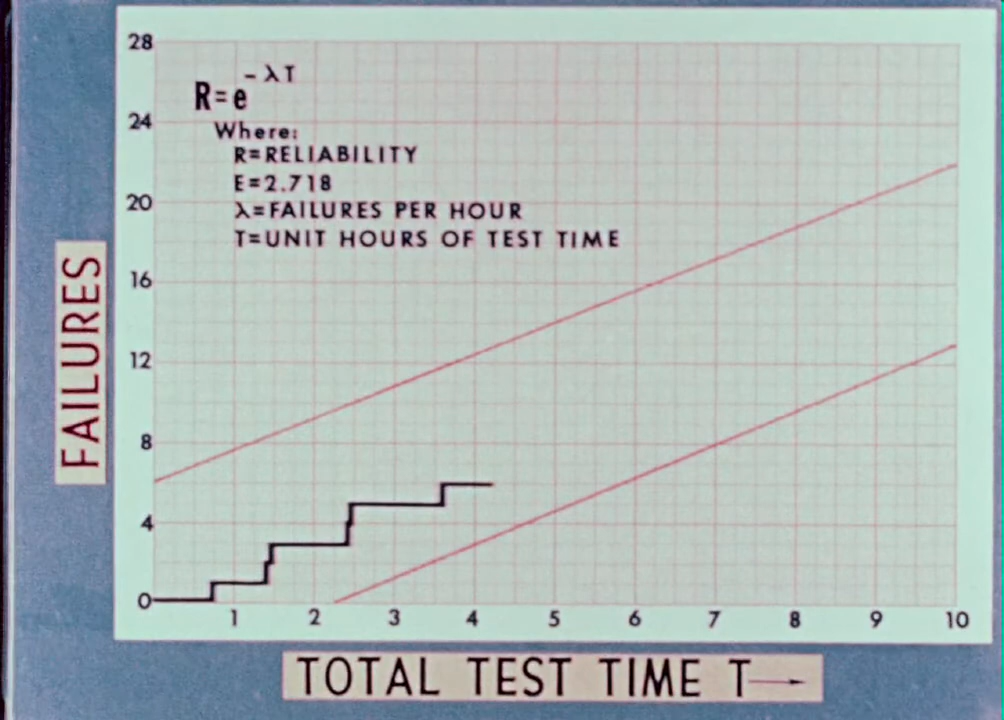 28
24
20
16
12
8
4
0
R=e^-λT
Where:
R=RELIABILITY
E=2.718
λ=FAILURES PER HOUR
T=UNIT HOURS OF TEST TIME
FAILURES
1 2 3 4 5 6 7 8 9 10
TOTAL TEST TIME T→